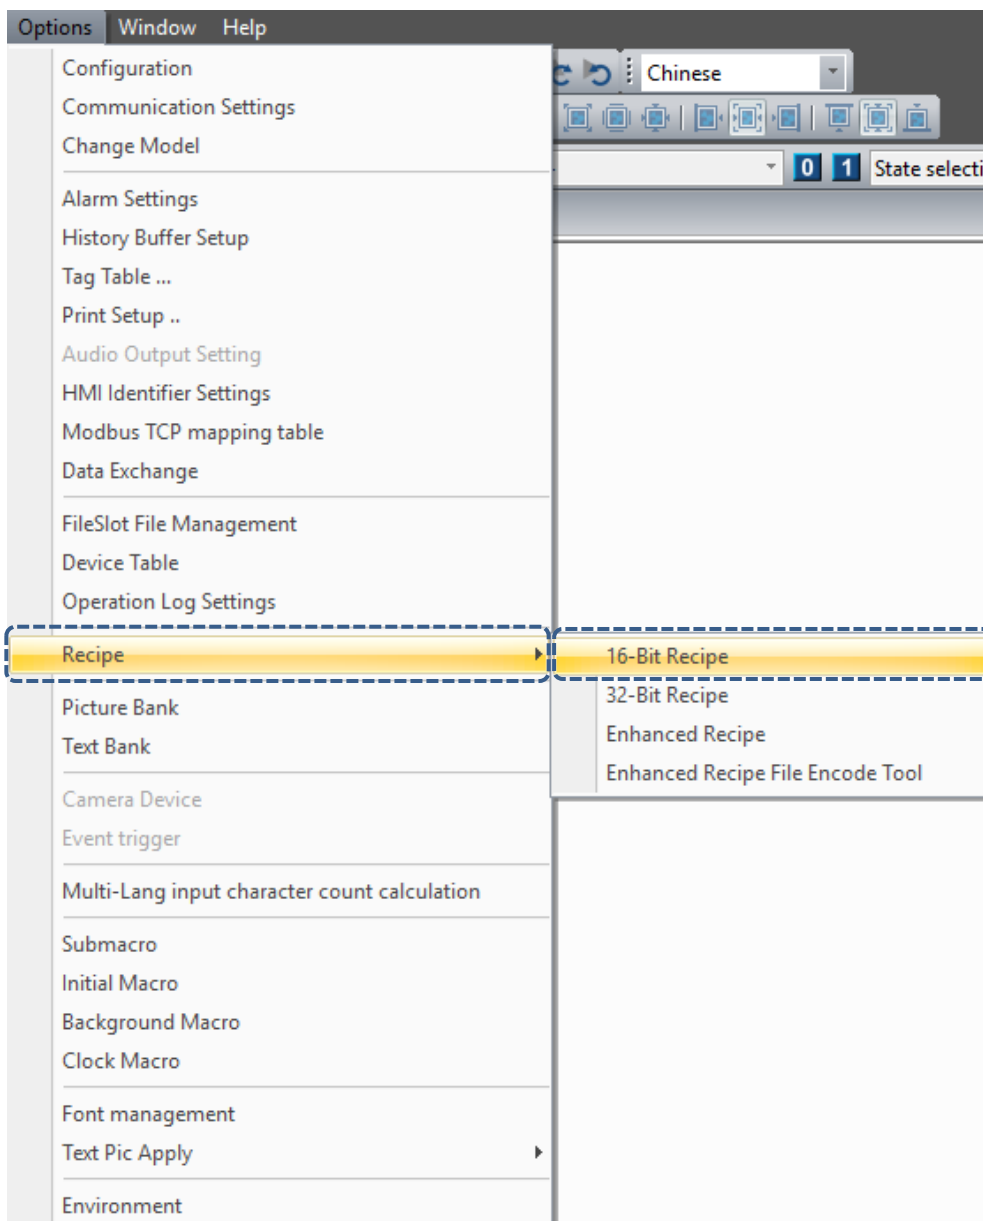 Options Window Help
Chinese
0 1 State selecti
Configuration
Communication Settings
Change Model
Alarm Settings
History Buffer Setup
Tag Table ...
Print Setup ..
Audio Output Setting
HMI Identifier Settings
Modbus TCP mapping table
Data Exchange
FileSlot File Management
Device Table
Operation Log Settings
Recipe
16-Bit Recipe
32-Bit Recipe
Enhanced Recipe
Enhanced Recipe File Encode Tool
Picture Bank
Text Bank
Camera Device
Event trigger
Multi-Lang input character count calculation
Submacro
Initial Macro
Background Macro
Clock Macro
Font management
Text Pic Apply
Environment